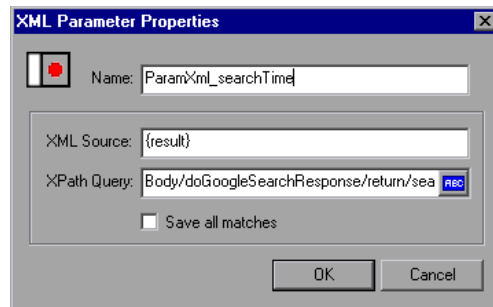 XML Parameter Properties
Name: ParamXml_searchTime
XML Source: {result}
XPath Query: Body/doGoogleSearchResponse/return/sea ABC
Save all matches
OK Cancel